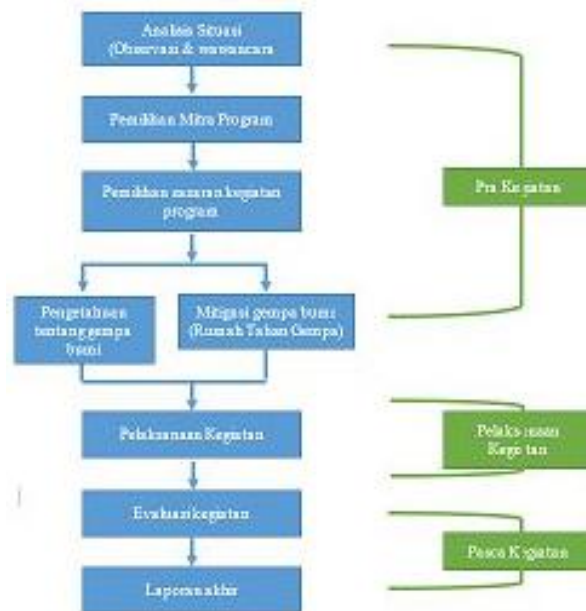 Analisis Situasi
(Observasi & wawancara
Pemilihan Mitra Program
Pemilihan sasaran kegiatan
program
Pra Kegiatan
Pengetahuan
tentang gempa
bumi
Mitigasi gempa bumi
(Rumah Tahan Gempa)
Pelaksanaan Kegiatan
Pelaksanaan
Kegiatan
Evaluasi kegiatan
Pasca Kegiatan
Laporan akhir